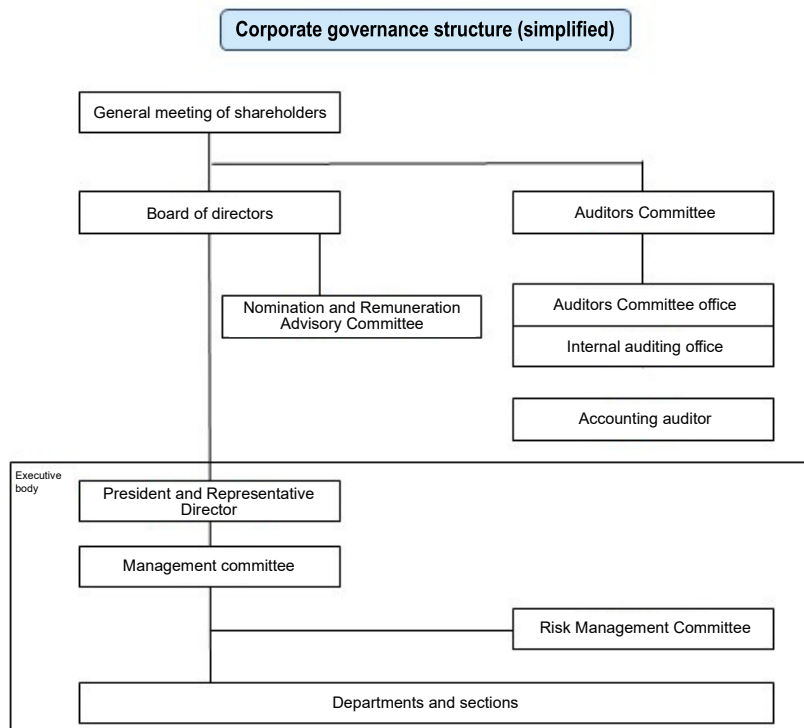 Corporate governance structure (simplified)
General meeting of shareholders
Board of directors
Auditors Committee
Nomination and Remuneration
Advisory Committee
Auditors Committee office
Internal auditing office
Accounting auditor
Executive
body
President and Representative
Director
Management committee
Risk Management Committee
Departments and sections